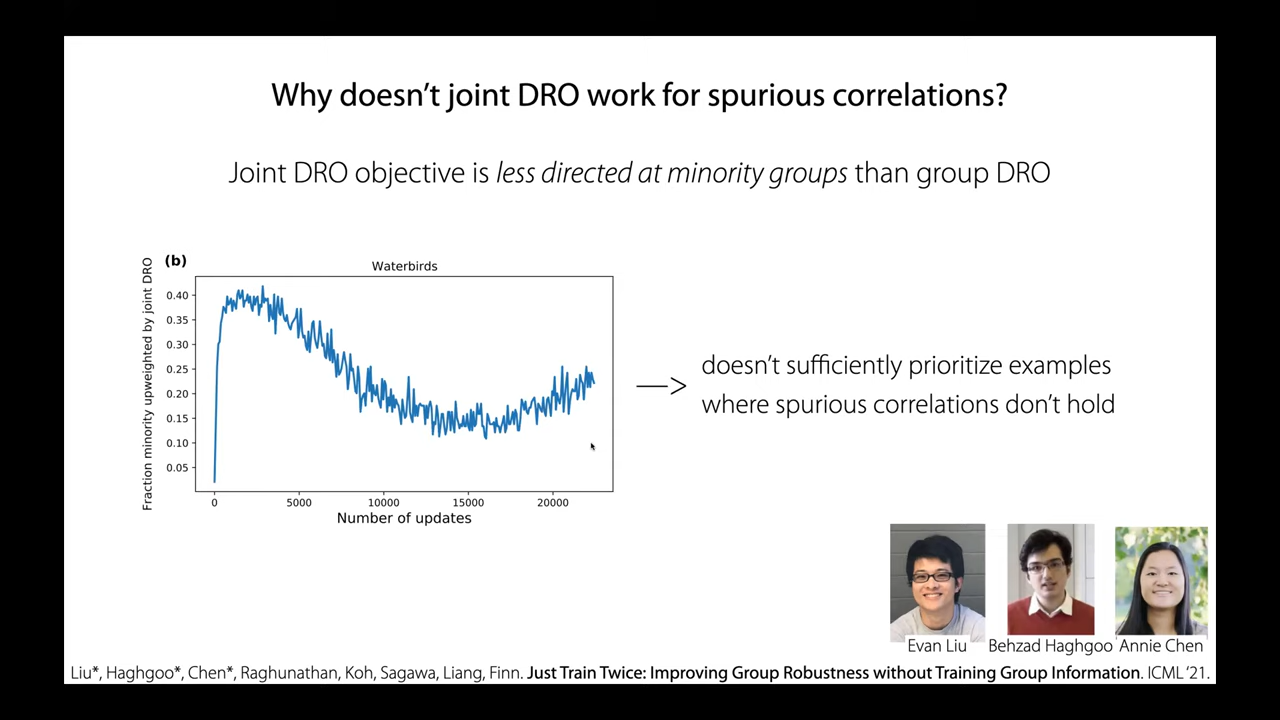 Why doesn't joint DRO work for spurious correlations?
Joint DRO objective is less directed at minority groups than group DRO
(b)
Waterbirds
Fraction minority upweighted by joint DRO
0.40
0.35
0.30
0.25
0.20
0.15
0.10
0.05
0 5000 10000 15000 20000
Number of updates
doesn't sufficiently prioritize examples
where spurious correlations don't hold
Evan Liu Behzad Haghgoo Annie Chen
Liu*, Haghgoo*, Chen*, Raghunathan, Koh, Sagawa, Liang, Finn. Just Train Twice: Improving Group Robustness without Training Group Information. ICML '21.